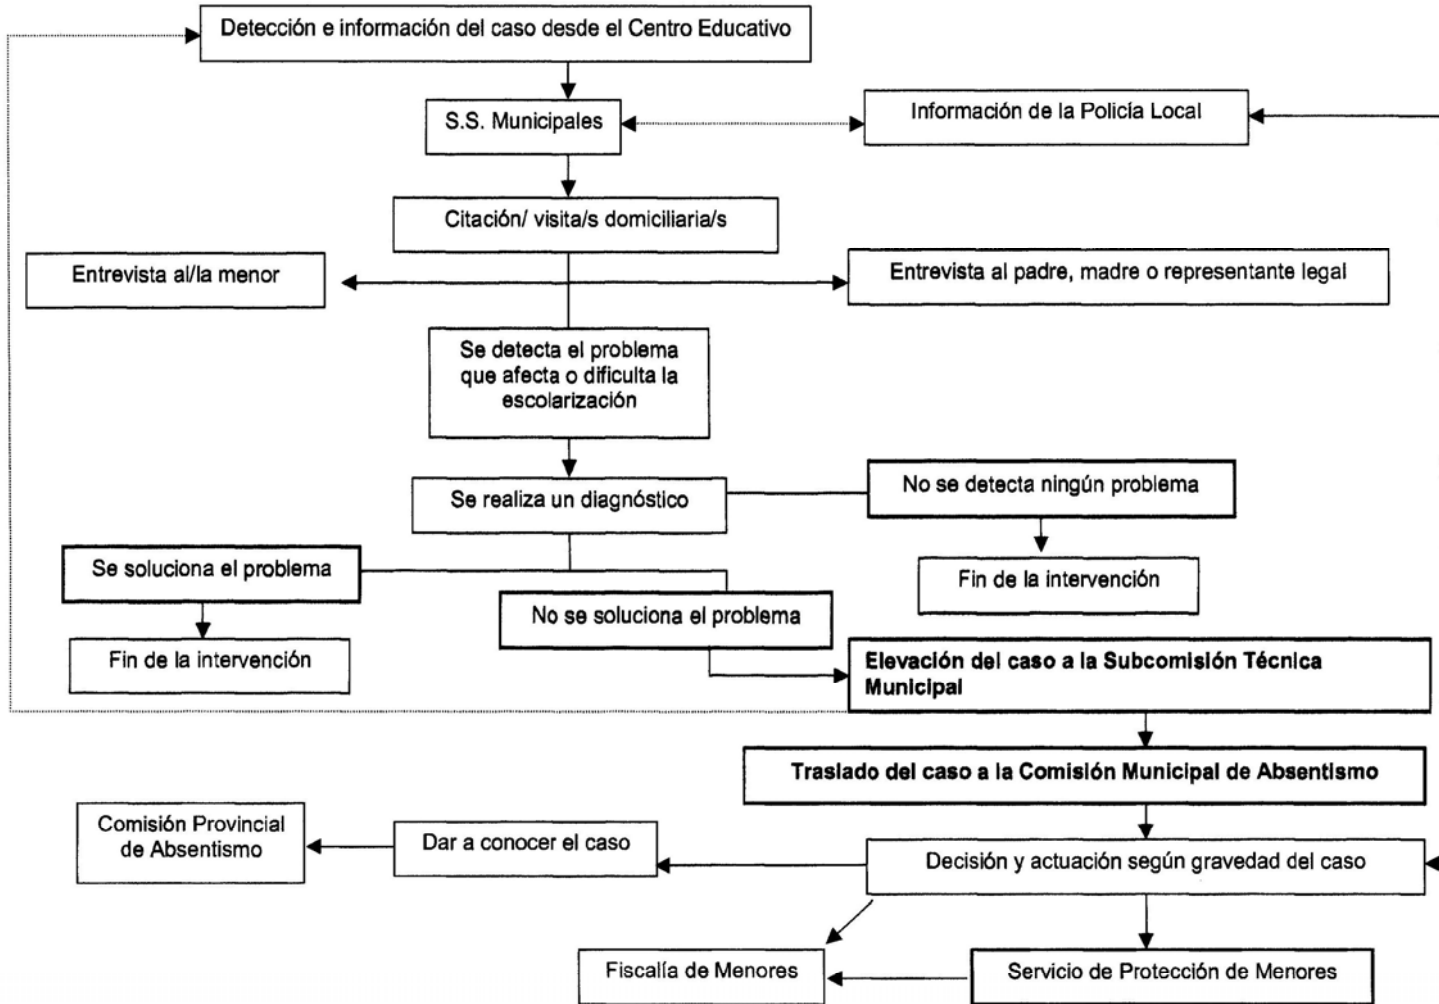 Detección e información del caso desde el Centro Educativo
S.S. Municipales
Información de la Policía Local
Citación/ visita/s domiciliaria/s
Entrevista al/la menor
Entrevista al padre, madre o representante legal
Se detecta el problema
que afecta o dificulta la
escolarización
Se realiza un diagnóstico
No se detecta ningún problema
Se soluciona el problema
Fin de la intervención
No se soluciona el problema
Fin de la intervención
Elevación del caso a la Subcomisión Técnica
Municipal
Traslado del caso a la Comisión Municipal de Absentismo
Comisión Provincial
de Absentismo
Dar a conocer el caso
Decisión y actuación según gravedad del caso
Fiscalía de Menores
Servicio de Protección de Menores